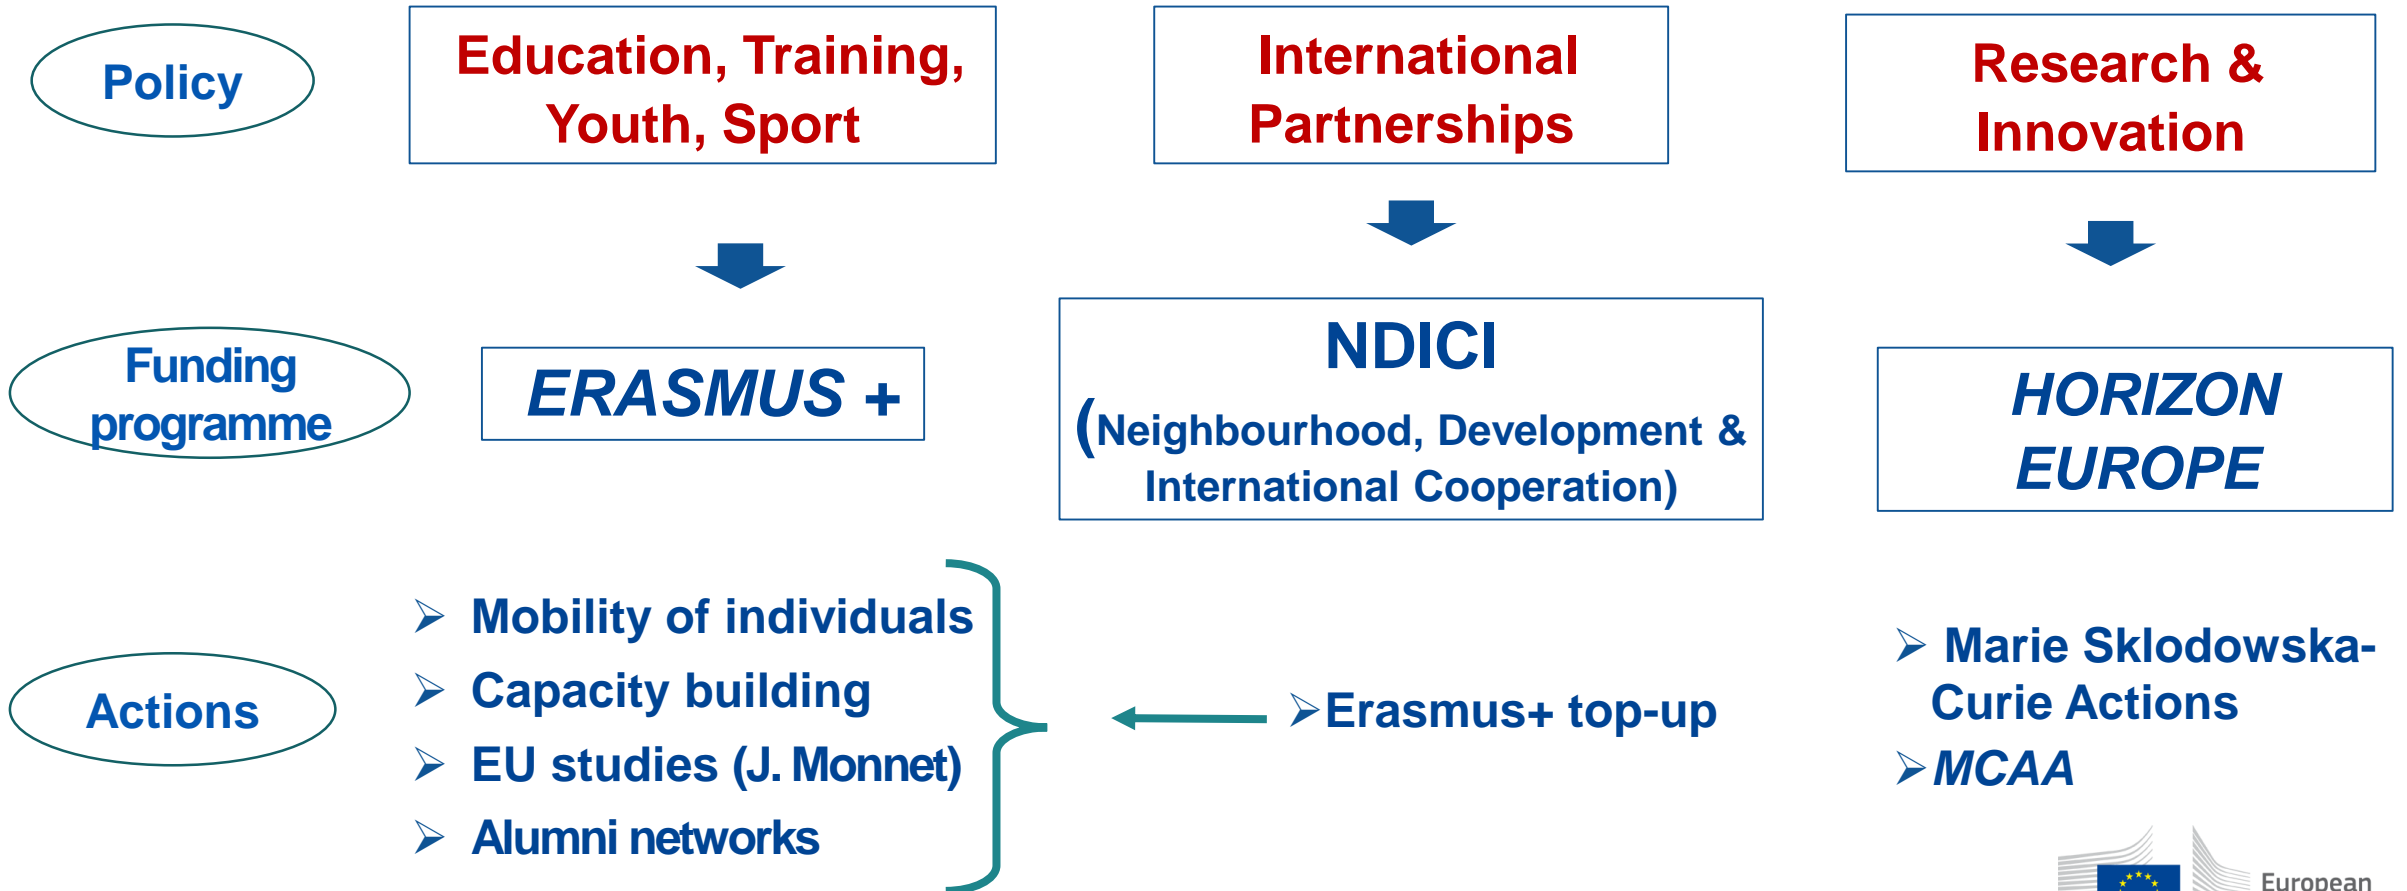 Policy
Education, Training,
Youth, Sport
International
Partnerships
Research &
Innovation
Funding
programme
ERASMUS +
NDICI
(Neighbourhood, Development &
International Cooperation)
HORIZON
EUROPE
Actions
➢ Mobility of individuals
➢ Capacity building
➢ EU studies (J. Monnet)
➢ Alumni networks
➢Erasmus+ top-up
➢ Marie Sklodowska-
Curie Actions
➢MCAA
European